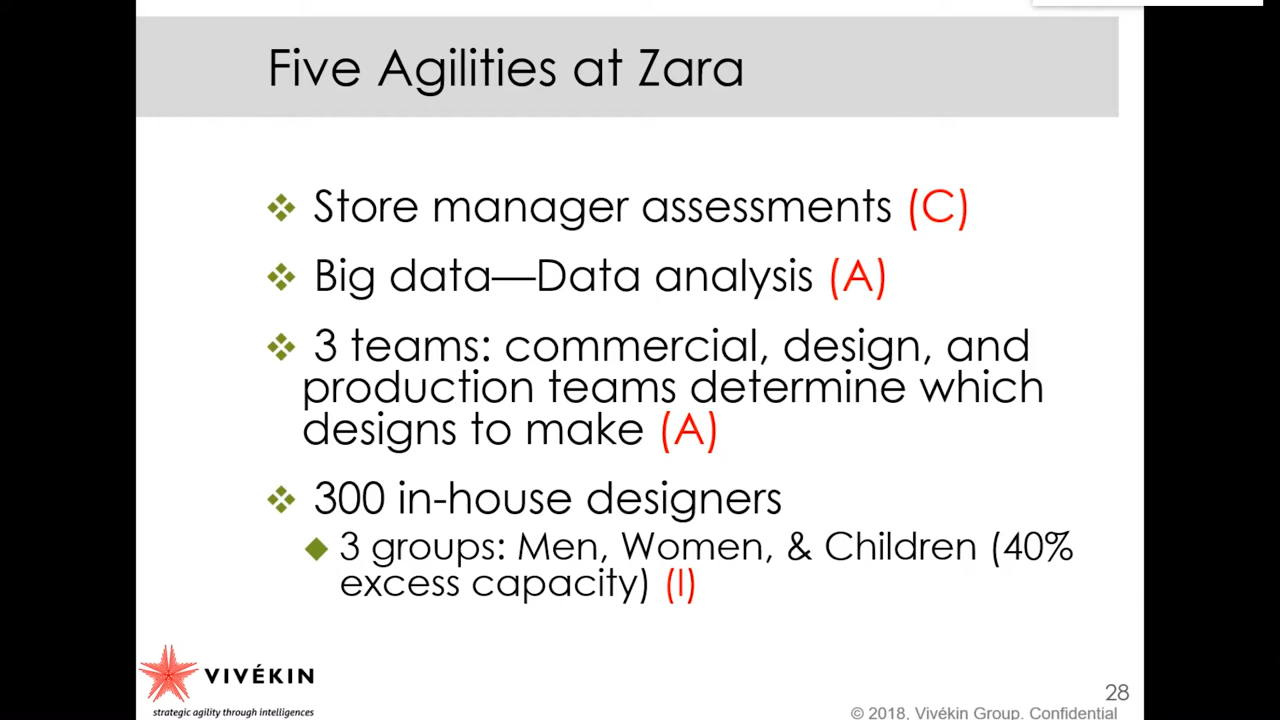 Five Agilities at Zara
Store manager assessments (C)
Big data—Data analysis (A)
3 teams: commercial, design, and
production teams determine which
designs to make (A)
300 in-house designers
3 groups: Men, Women, & Children (40%
excess capacity) (I)
VIVÉKIN
strategic agility through intelligences
28
© 2018, Vivékin Group. Confidential